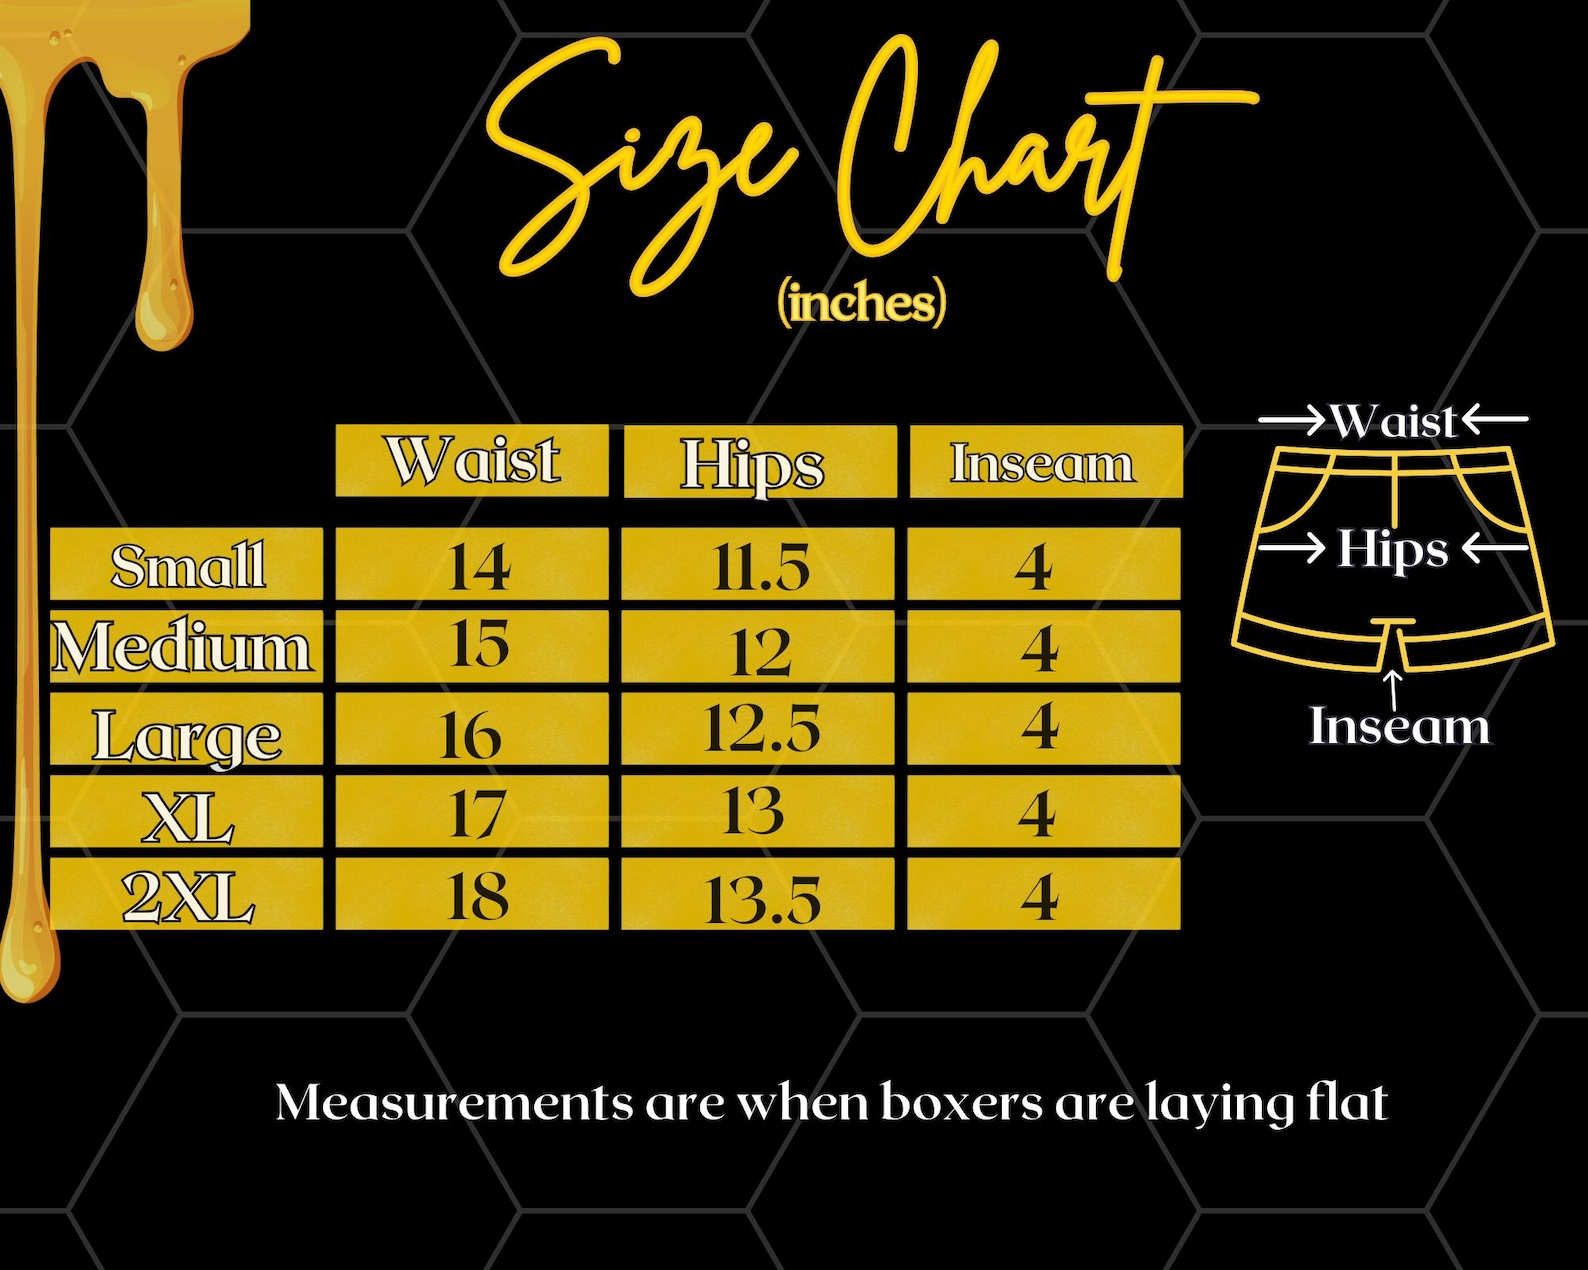 Size Chart
(inches)
Waist Hips Inseam
Small 14 11.5 4
Medium 15 12 4
Large 16 12.5 4
XL 17 13 4
2XL 18 13.5 4
Waist
Hips
Inseam
Measurements are when boxers are laying flat